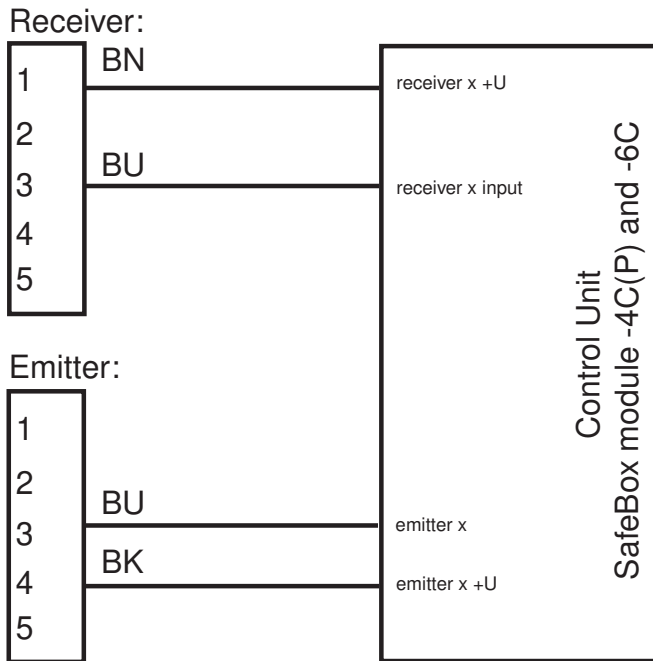 Receiver:
1
BN
receiver x +U
2
3
BU
receiver x input
4
5
Emitter:
1
2
3
BU
emitter x
4
BK
emitter x +U
5
Control Unit
SafeBox module -4C(P) and -6C